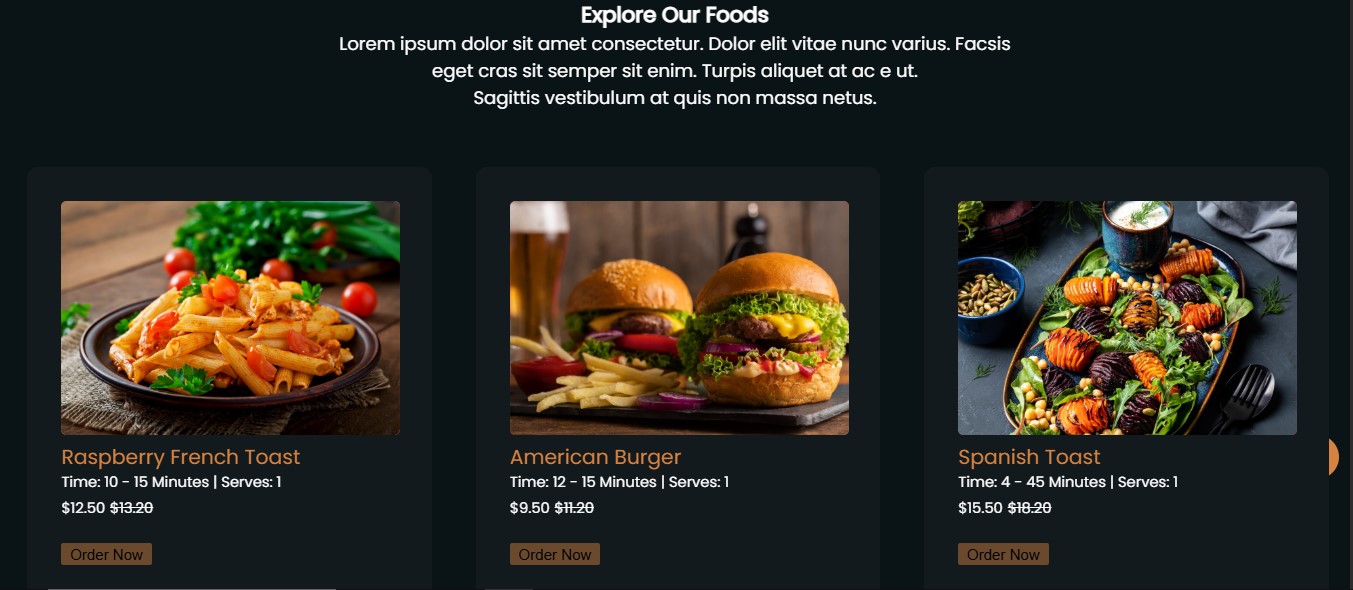 Explore Our Foods
Lorem ipsum dolor sit amet consectetur. Dolor elit vitae nunc varius. Facsis
eget cras sit semper sit enim. Turpis aliquet at ac e ut.
Sagittis vestibulum at quis non massa netus.
Raspberry French Toast
Time: 10 - 15 Minutes | Serves: 1
$12.50 $13.20
Order Now
American Burger
Time: 12 - 15 Minutes | Serves: 1
$9.50 $11.20
Order Now
Spanish Toast
Time: 4 - 45 Minutes | Serves: 1
$15.50 $18.20
Order Now